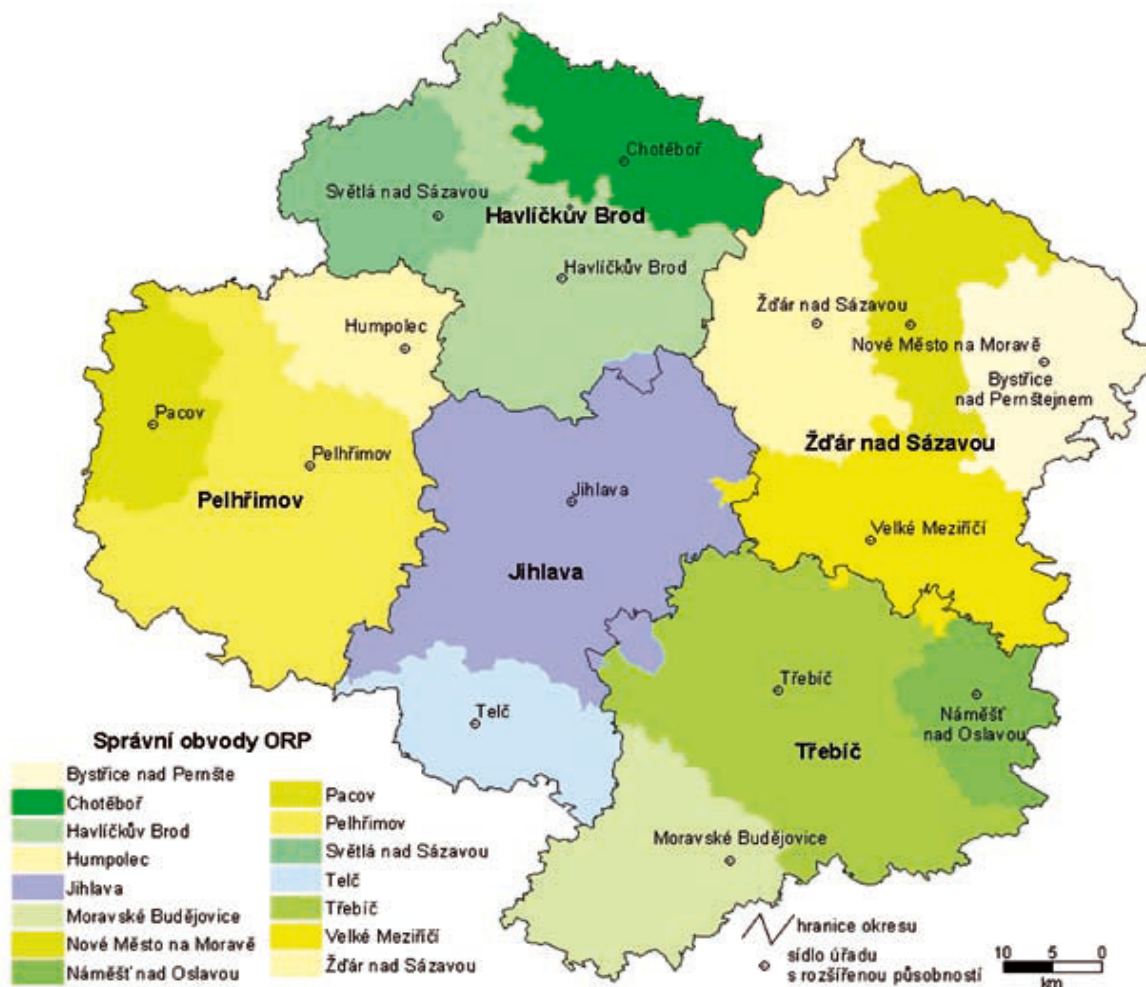 Chotěboř
Světlá nad Sázavou
Havlíčkův Brod
Havlíčkův Brod
Žďár nad Sázavou
Humpolec
Nové Město na Moravě
Bystřice
nad Pernštejnem
Pacov
Žďár nad Sázavou
Pelhřimov
Pelhřimov
Jihlava
Velké Meziříčí
Jihlava
Třebíč
Telč
Náměšť
nad Oslavou
Třebíč
Moravské Budějovice
Správní obvody ORP
Bystřice nad Pernšte
Chotěboř
Havlíčkův Brod
Humpolec
Jihlava
Moravské Budějovice
Nové Město na Moravě
Náměšť nad Oslavou
Pacov
Pelhřimov
Světlá nad Sázavou
Telč
Třebíč
Velké Meziříčí
Žďár nad Sázavou
hranice okresu
sídlo úřadu
s rozšířenou působností
10 5 0
km